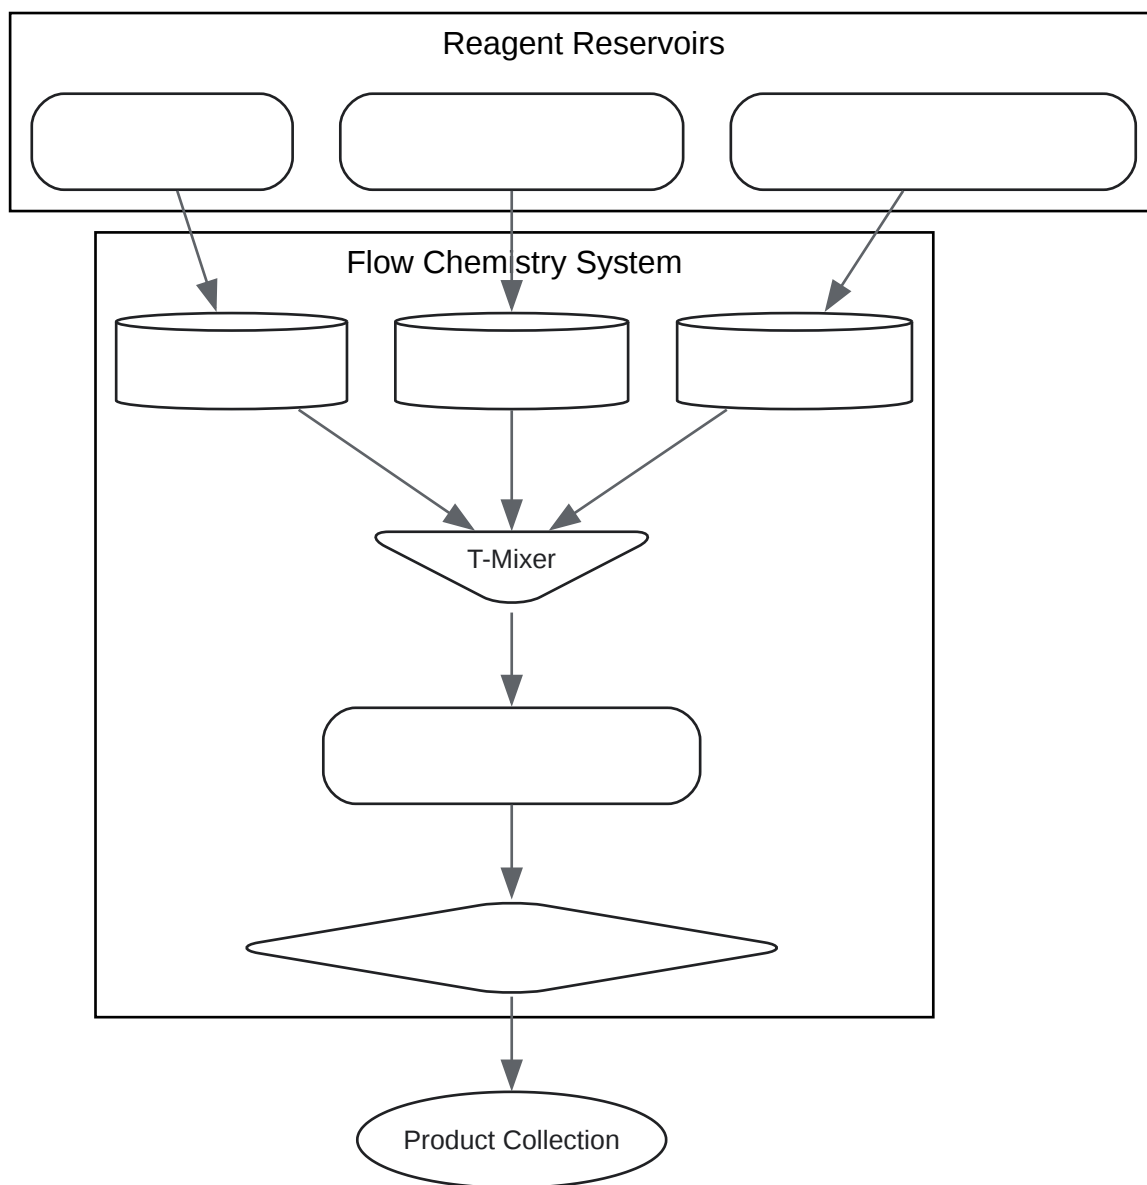 Reagent Reservoirs
Flow Chemistry System
T-Mixer
Product Collection